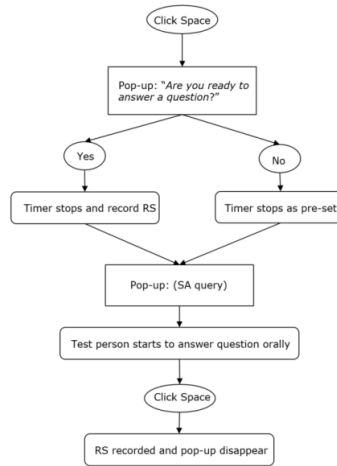 Click Space
Pop-up: “Are you ready to
answer a question?”
Yes
No
Timer stops and record RS
Timer stops as pre-set
Pop-up: (SA query)
Test person starts to answer question orally
Click Space
RS recorded and pop-up disappear